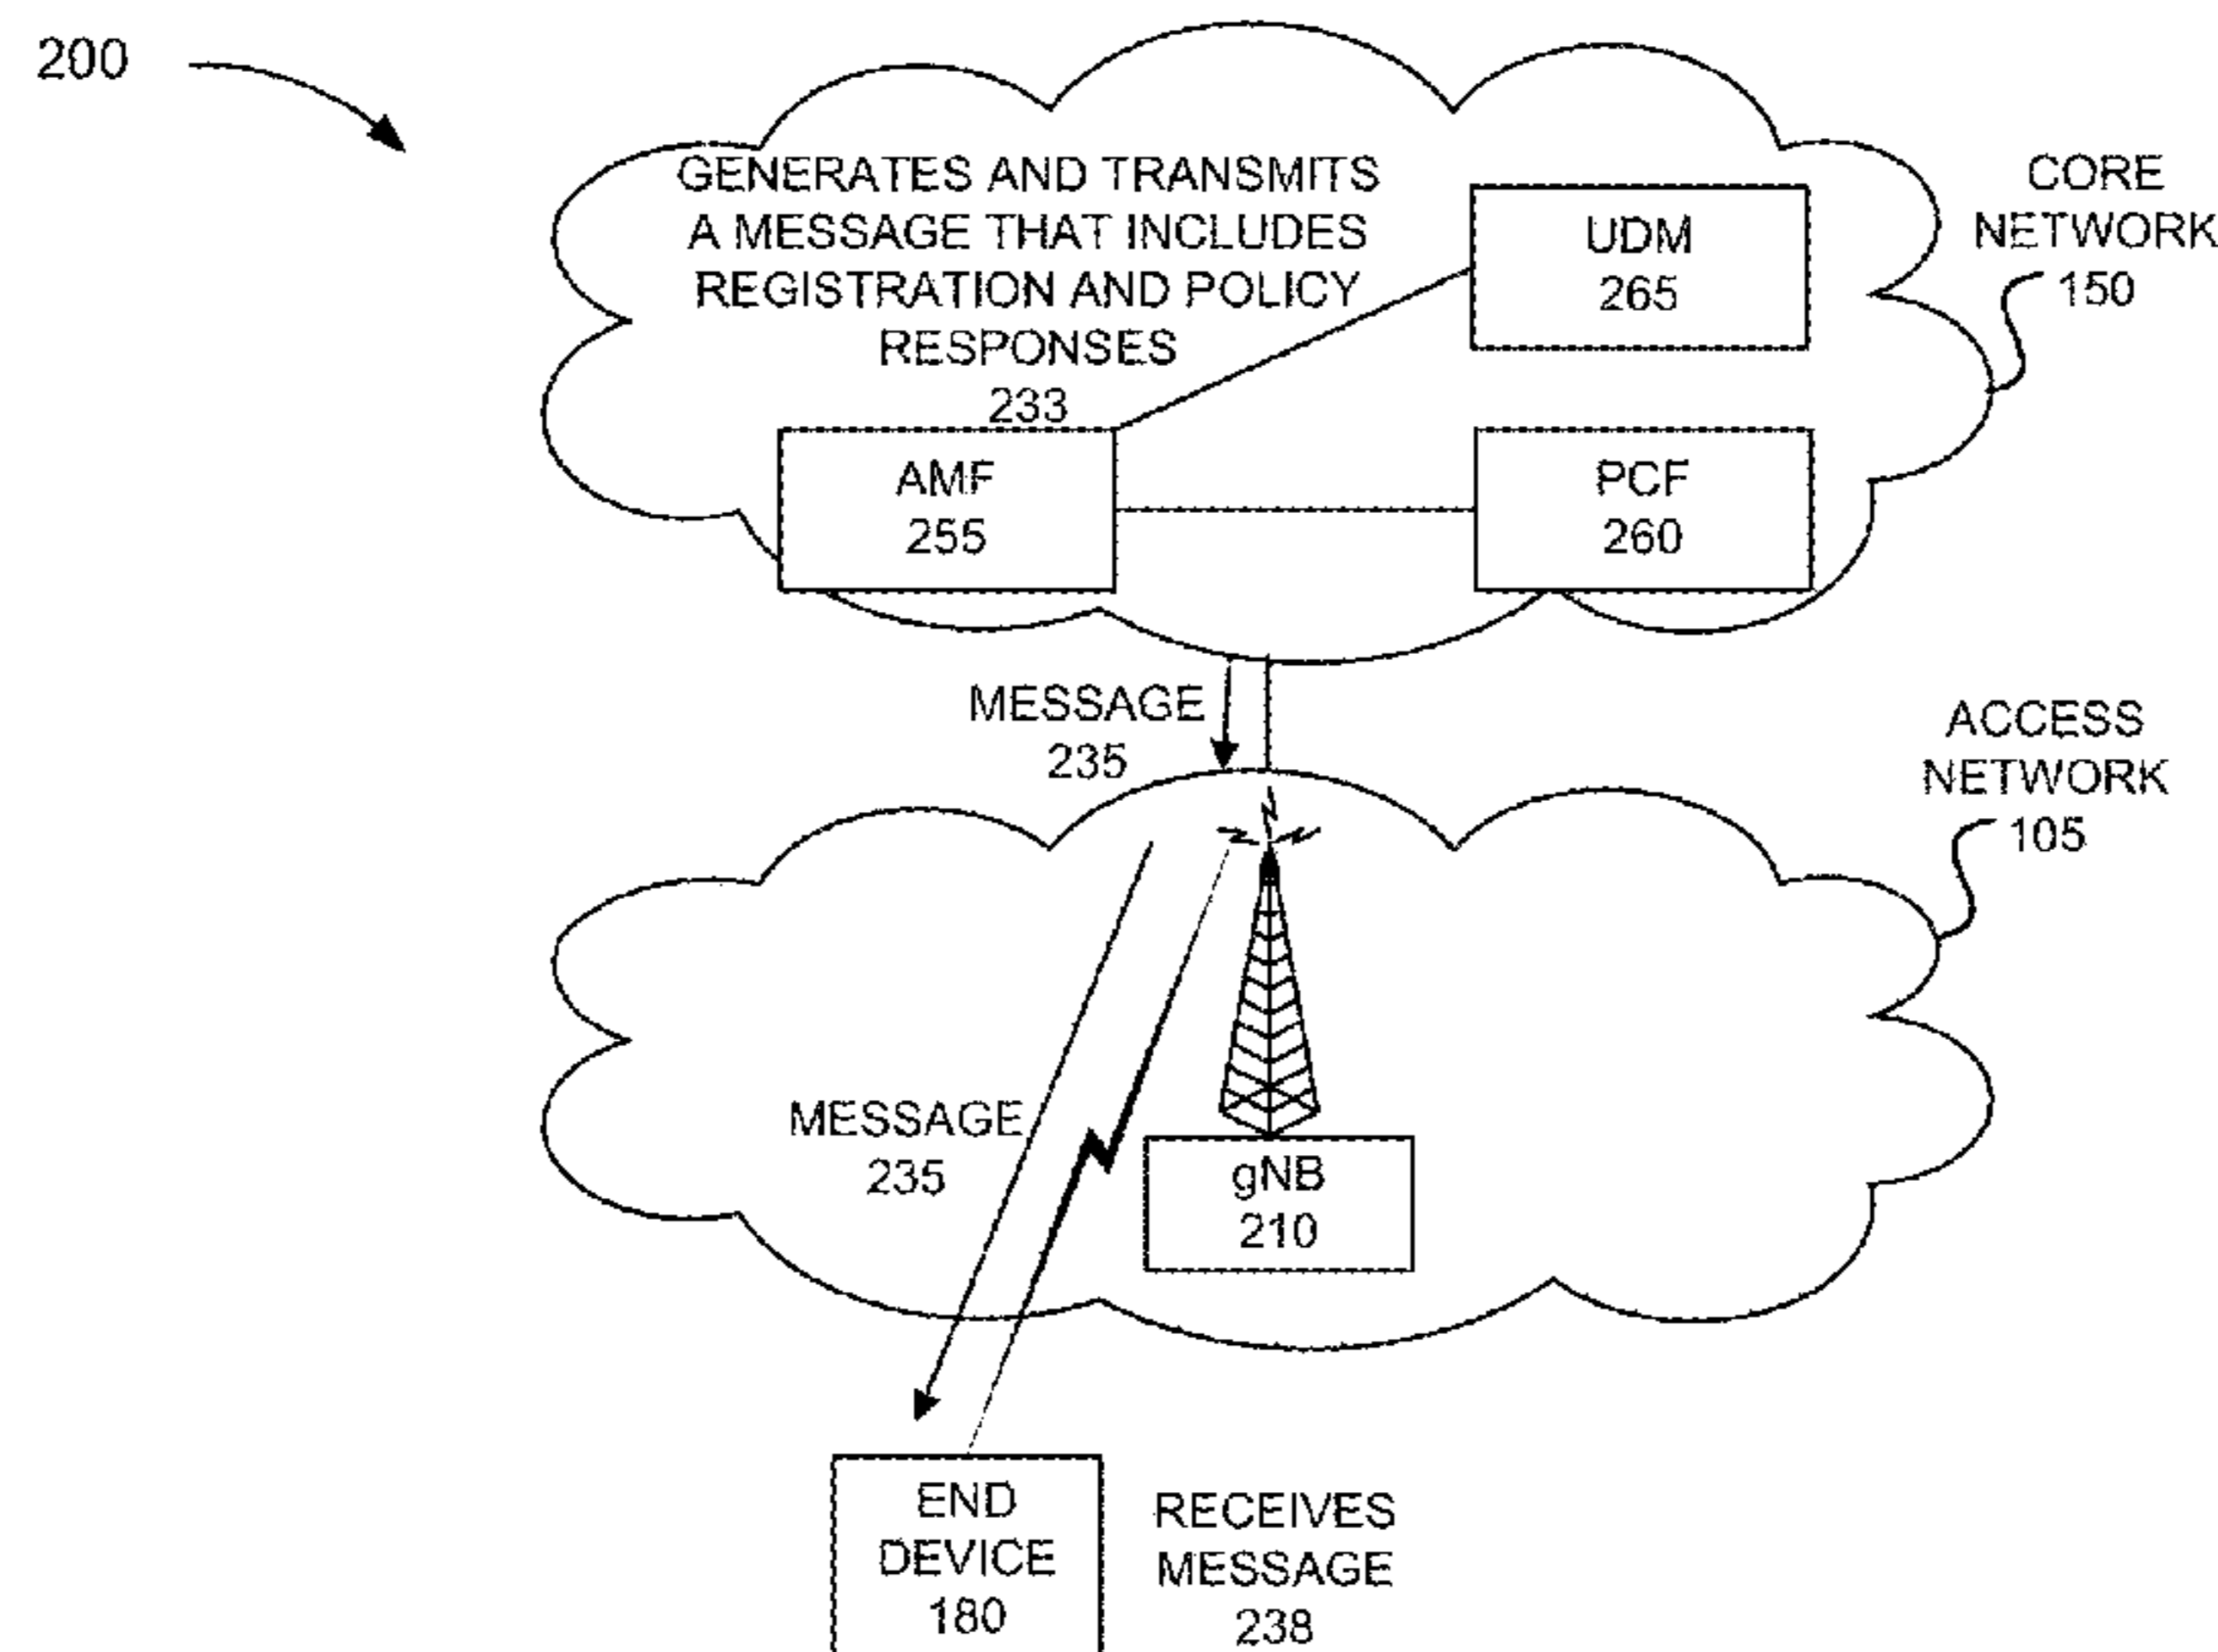 200
GENERATES AND TRANSMITS
A MESSAGE THAT INCLUDES
REGISTRATION AND POLICY
RESPONSES
233
UDM
265
CORE
NETWORK
150
AMF
255
PCF
260
MESSAGE
235
ACCESS
NETWORK
105
MESSAGE
235
gNB
210
END
DEVICE
180
RECEIVES
MESSAGE
238